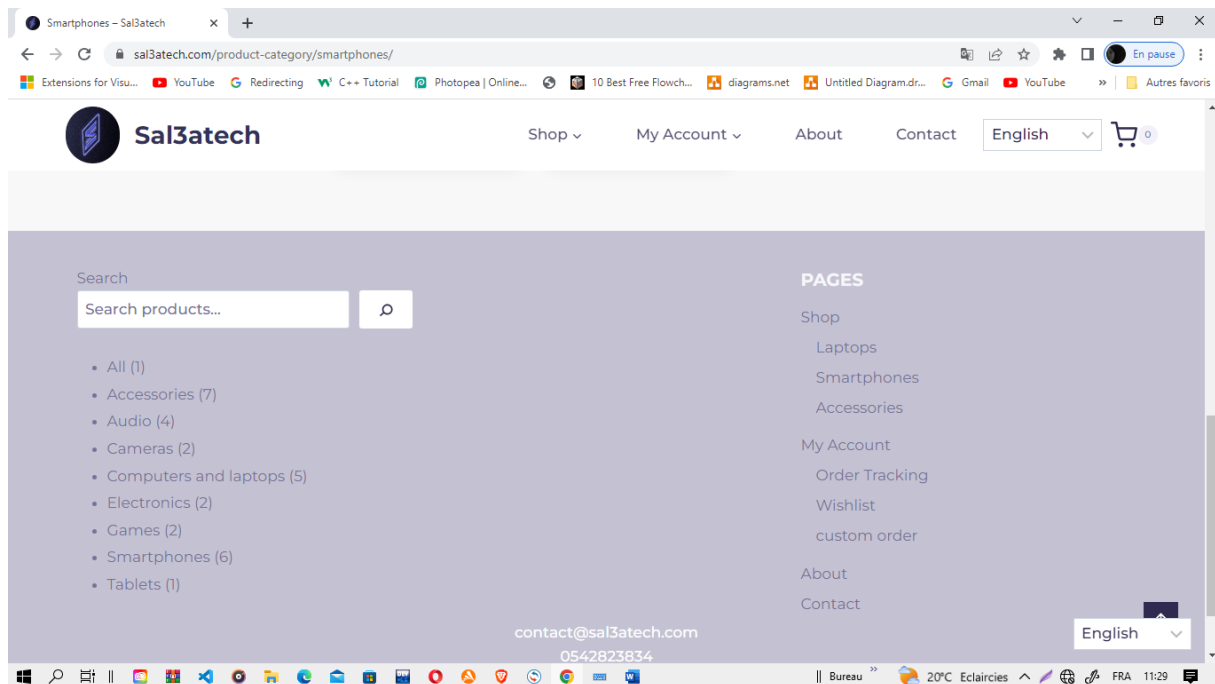 Smartphones – Sal3atech
sal3atech.com/product-category/smartphones/
En pause
Extensions for Visu...
YouTube
Redirecting
C++ Tutorial
Photopea | Online...
10 Best Free Flowch...
diagrams.net
Untitled Diagram.dr...
Gmail
YouTube
»
Autres favoris
Sal3atech
Shop
My Account
About
Contact
English
0
Search
Search products...
• All (1)
• Accessories (7)
• Audio (4)
• Cameras (2)
• Computers and laptops (5)
• Electronics (2)
• Games (2)
• Smartphones (6)
• Tablets (1)
PAGES
Shop
Laptops
Smartphones
Accessories
My Account
Order Tracking
Wishlist
custom order
About
Contact
contact@sal3atech.com
0542823834
English
Bureau
»
20°C Eclaircies
FRA
11:29